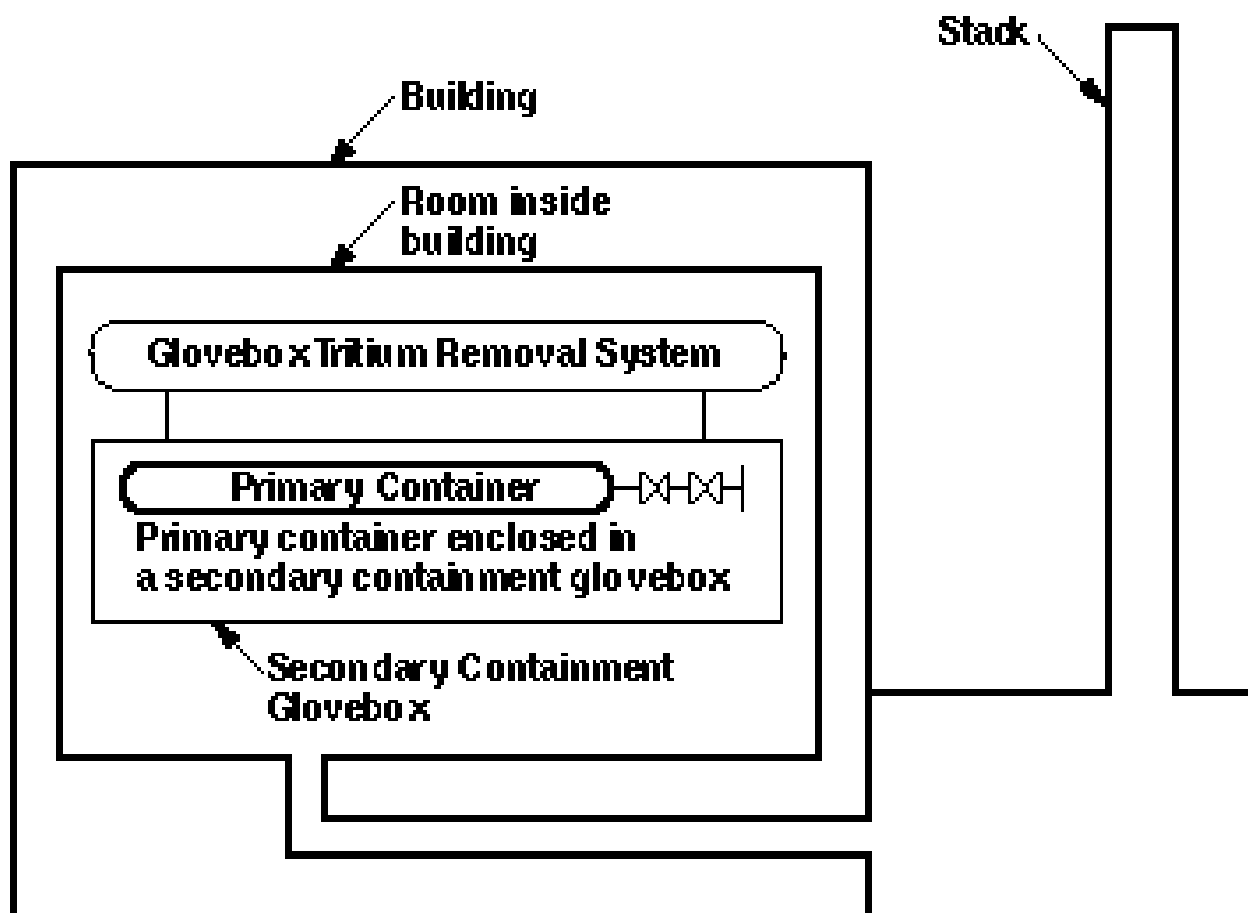 Stack
Building
Room inside
building
Glovebox Tritium Removal System
Primary Container
Primary container enclosed in
a secondary containment glovebox
Secondary Containment
Glovebox